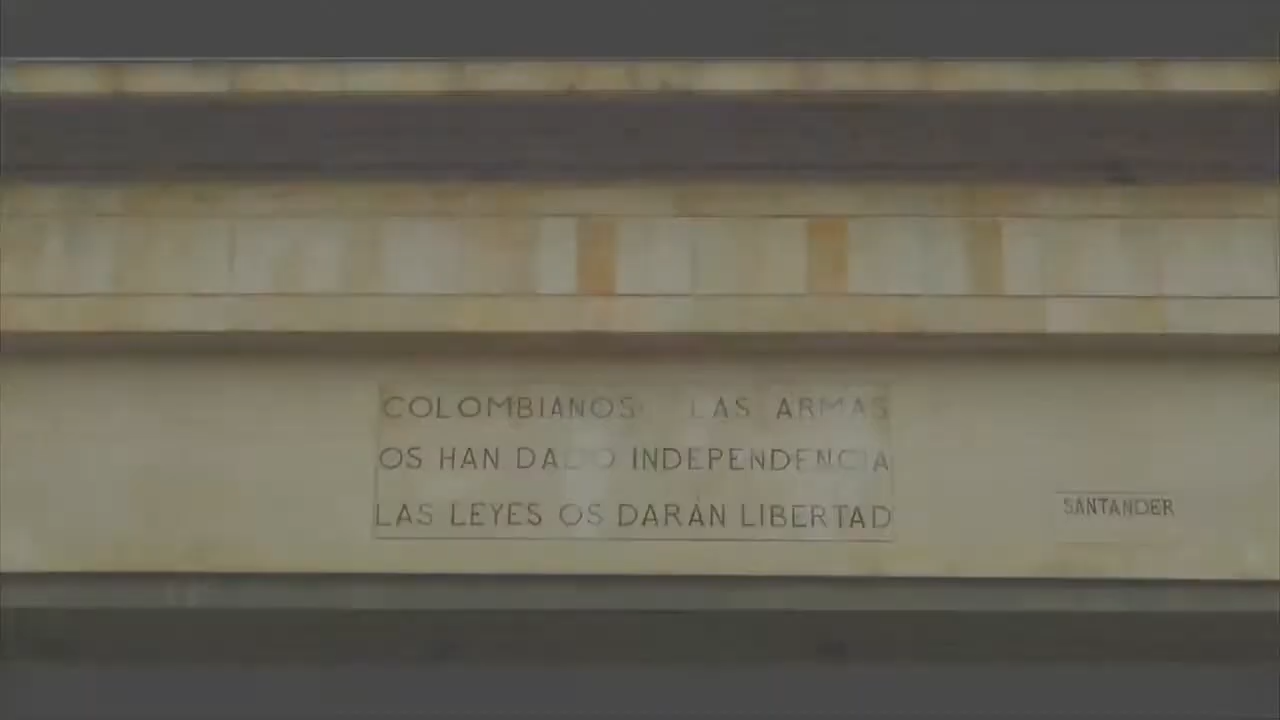 COLOMBIANOS: LAS ARMAS
OS HAN DADO INDEPENDENCIA
LAS LEYES OS DARÁN LIBERTAD
SANTANDER